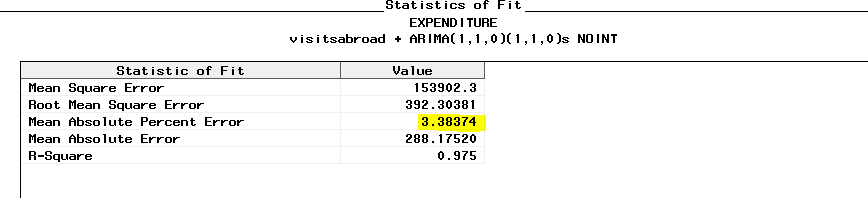 Statistics of Fit
EXPENDITURE
visitsabroad + ARIMA(1,1,0)(1,1,0)s NOINT
Statistic of Fit Value
Mean Square Error 153902.3
Root Mean Square Error 392.30381
Mean Absolute Percent Error 3.38374
Mean Absolute Error 288.17520
R-Square 0.975